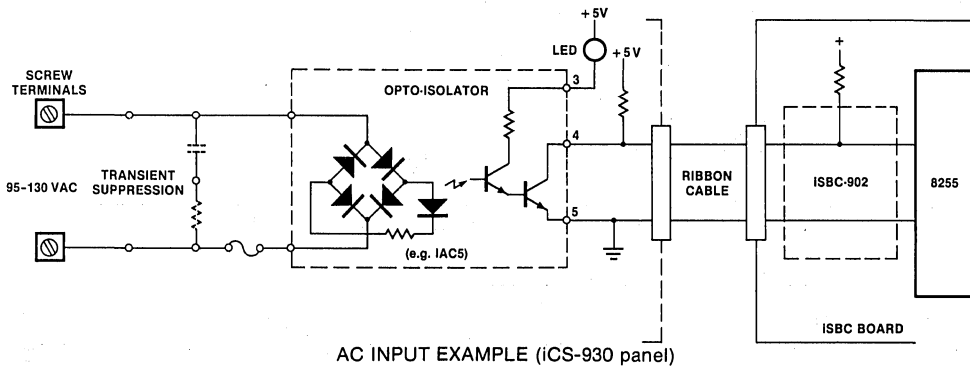 +5V
LED
+5V
+
SCREW
TERMINALS
OPTO-ISOLATOR
3
4
95-130 VAC
TRANSIENT
SUPPRESSION
RIBBON
CABLE
iSBC-902
8255
5
(e.g. IAC5)
iSBC BOARD
AC INPUT EXAMPLE (iCS-930 panel)